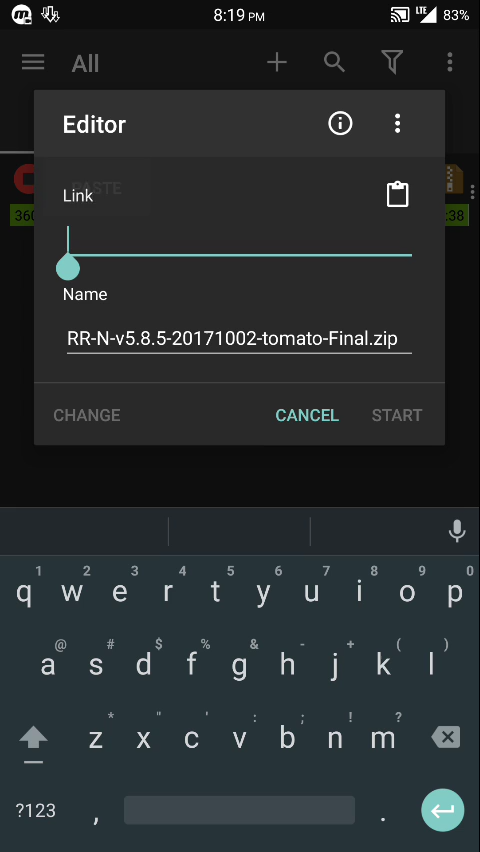 8:19 PM
LTE
83%
All
Editor
PASTE
Link
360
:38
Name
RR-N-v5.8.5-20171002-tomato-Final.zip
CHANGE
CANCEL
START
1 2 3 4 5 6 7 8 9 0
q w e r t y u i o p
@ # $ % & - + ( )
a s d f g h j k l
* " ' : ; ! ?
z x c v b n m
?123 , .